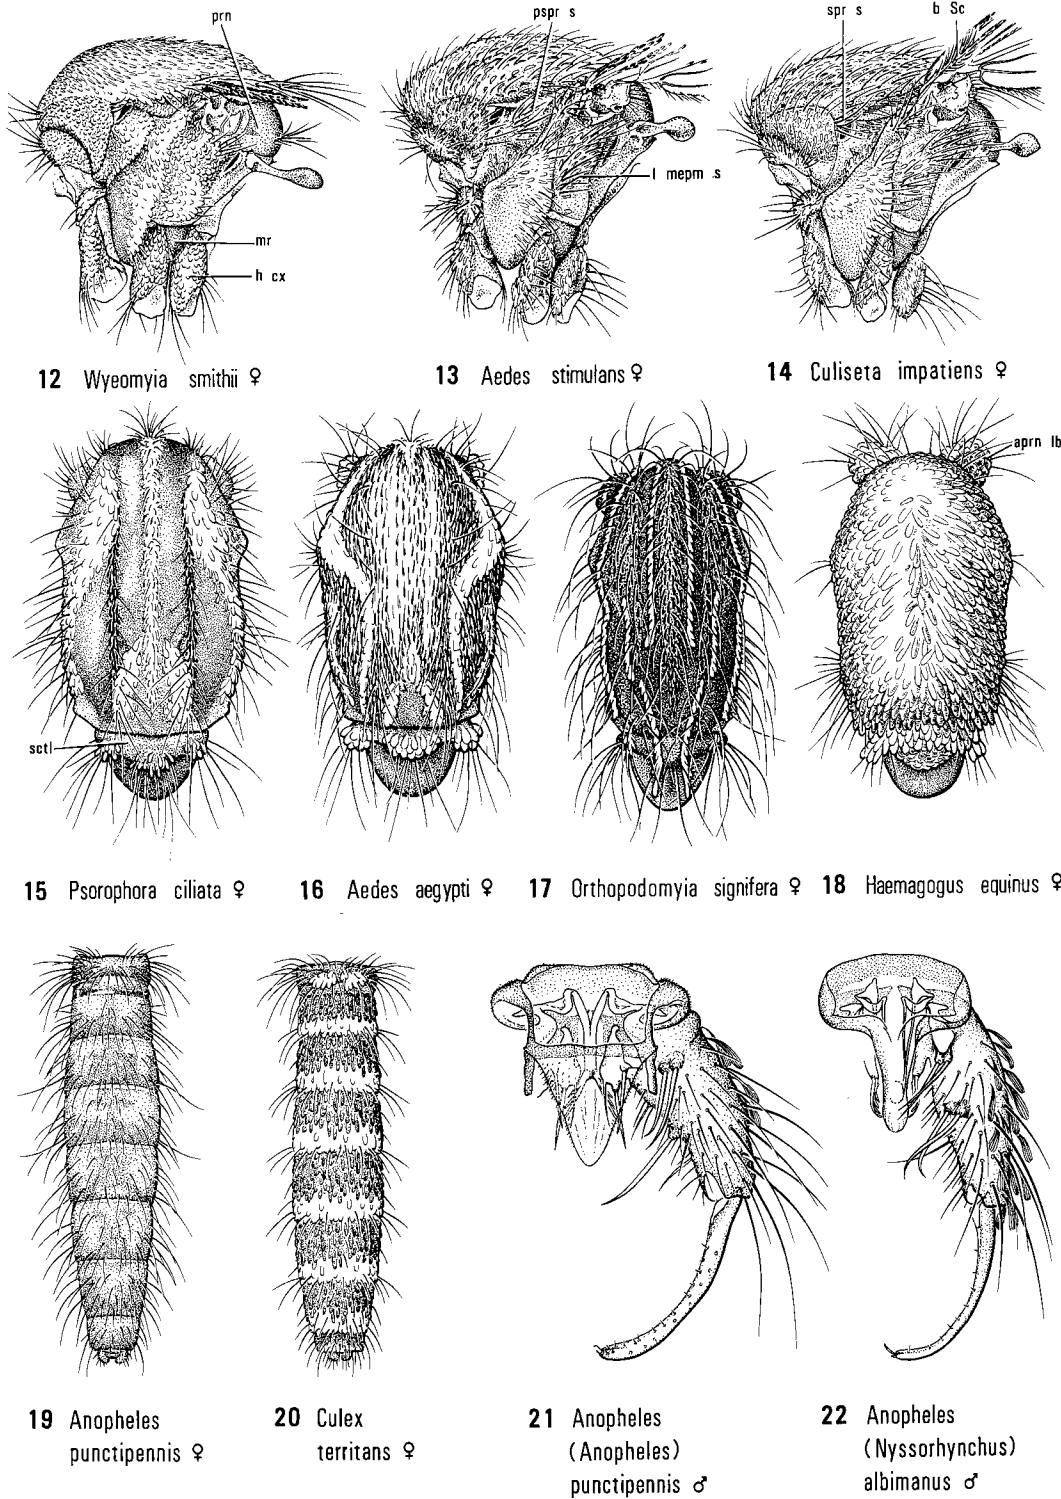 prn
pspr s
spr s
b Sc
l mepm s
mr
h cx
12 Wyeomyia smithii ♀
13 Aedes stimulans ♀
14 Culiseta impatiens ♀
aprn lb
sctl
15 Psorophora ciliata ♀
16 Aedes aegypti ♀
17 Orthopodomyia signifera ♀
18 Haemagogus equinus ♀
19 Anopheles
punctipennis ♀
20 Culex
territans ♀
21 Anopheles
(Anopheles)
punctipennis ♂
22 Anopheles
(Nyssorhynchus)
albimanus ♂